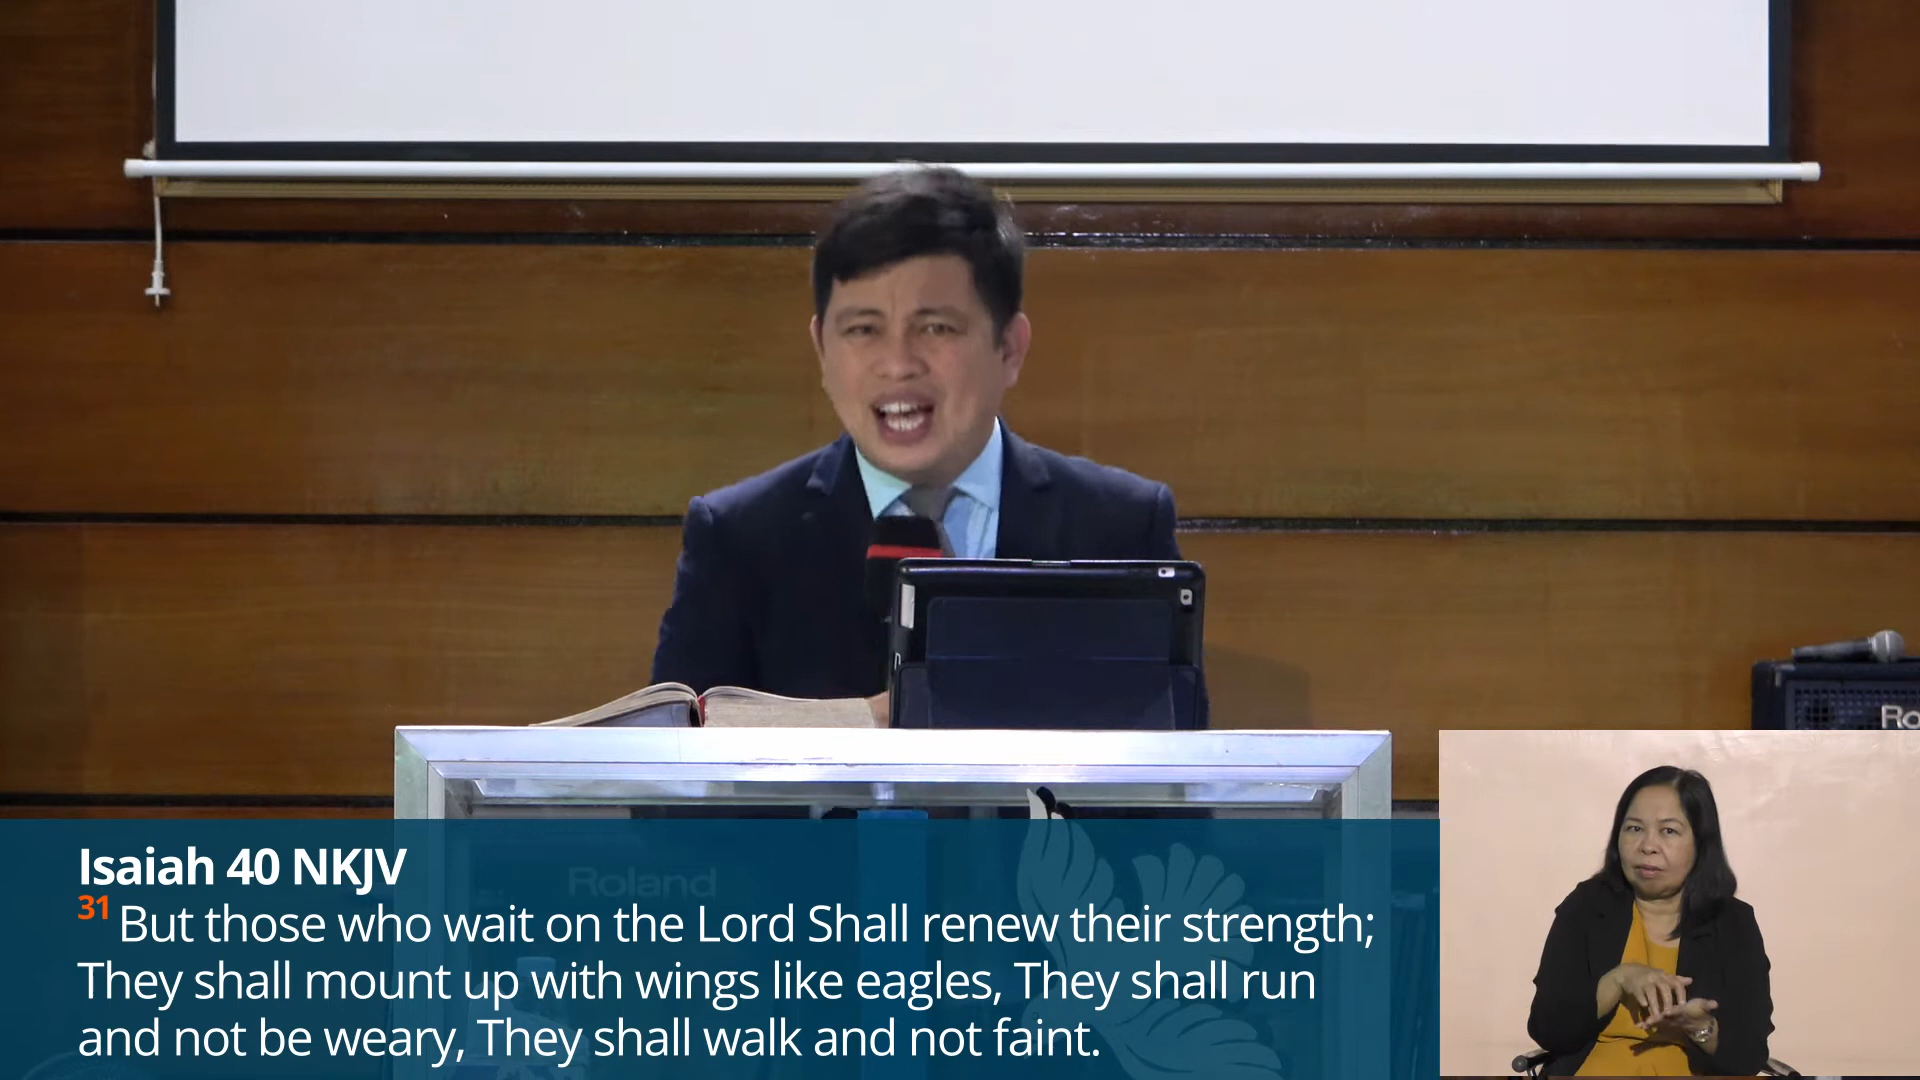 Ro
Roland
Isaiah 40 NKJV
31 But those who wait on the Lord Shall renew their strength;
They shall mount up with wings like eagles, They shall run
and not be weary, They shall walk and not faint.